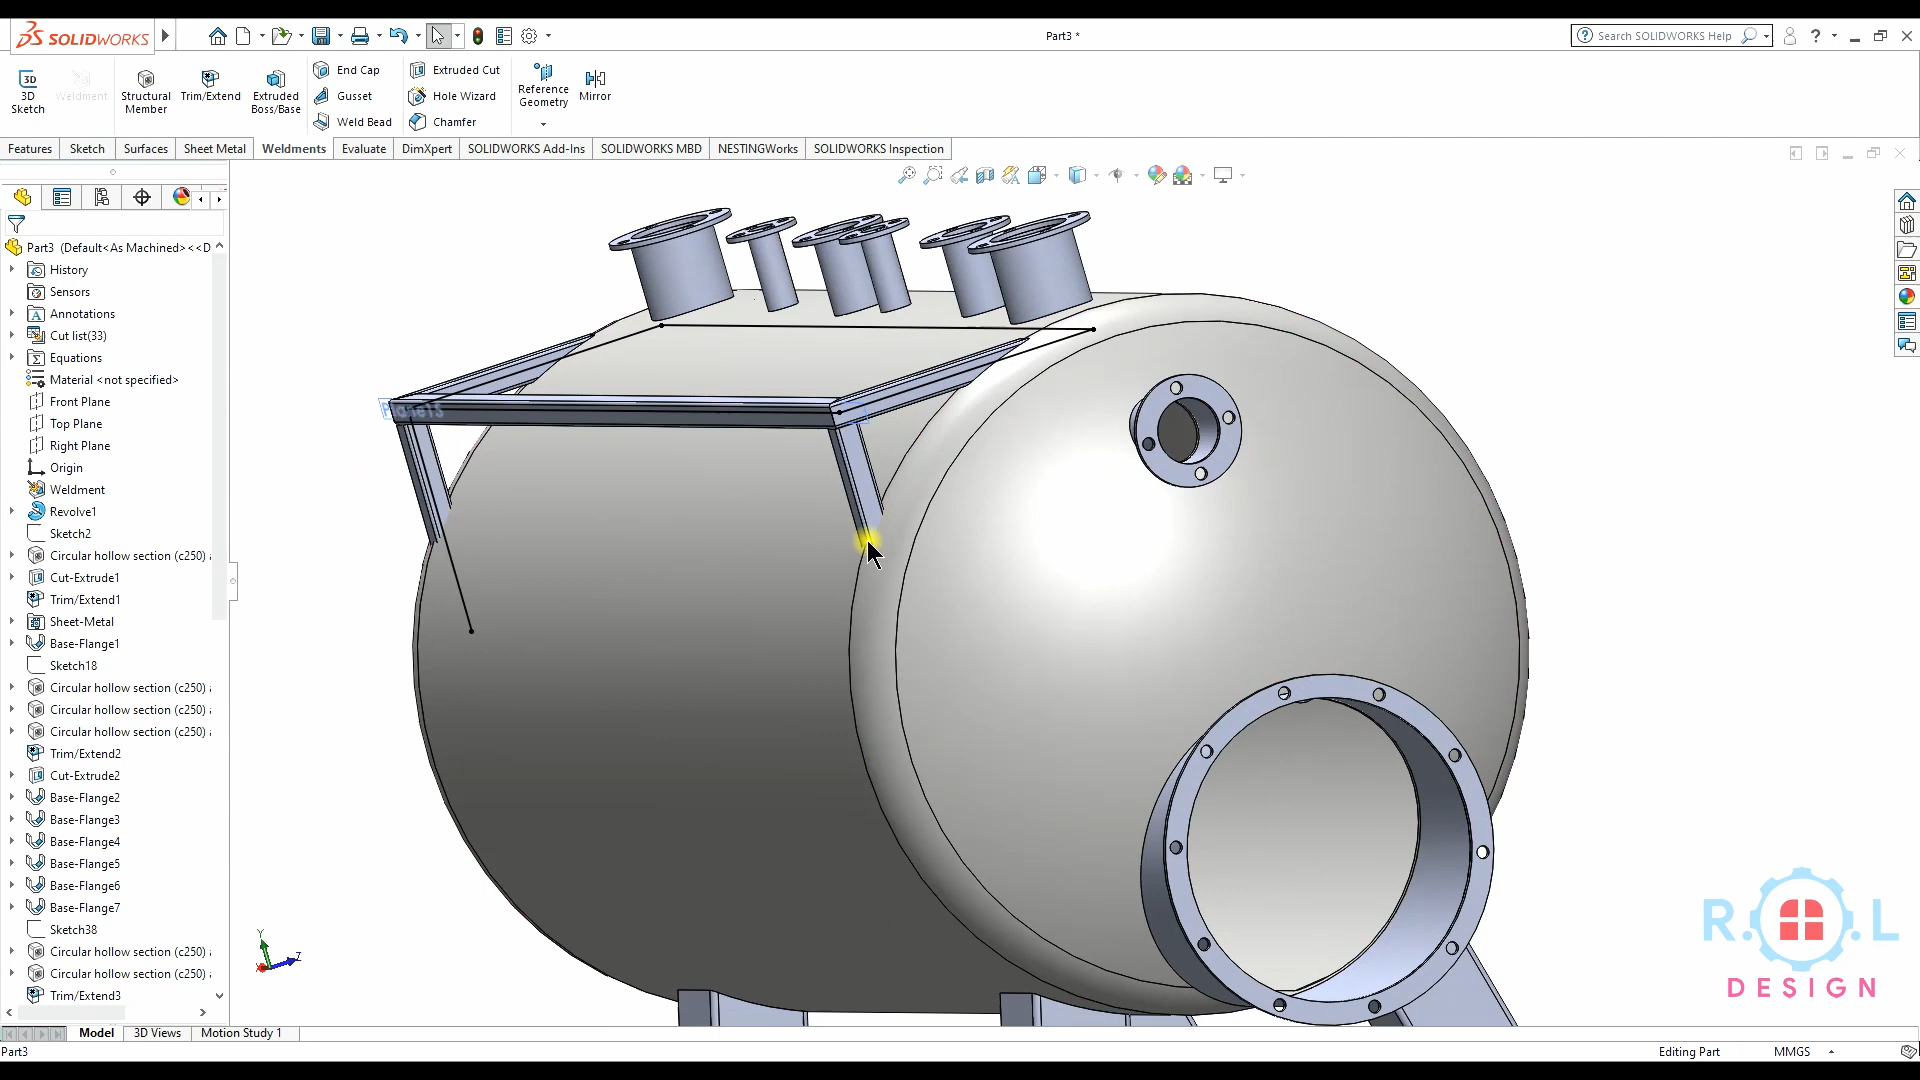 SOLIDWORKS
Part3 *
Search SOLIDWORKS Help
3D
Sketch
Weldment
Structural
Member
Trim/Extend
Extruded
Boss/Base
End Cap
Gusset
Weld Bead
Extruded Cut
Hole Wizard
Chamfer
Reference
Geometry
Mirror
Features
Sketch
Surfaces
Sheet Metal
Weldments
Evaluate
DimXpert
SOLIDWORKS Add-Ins
SOLIDWORKS MBD
NESTINGWorks
SOLIDWORKS Inspection
Part3 (Default<As Machined><<D
History
Sensors
Annotations
Cut list(33)
Equations
Material <not specified>
Front Plane
Top Plane
Right Plane
Origin
Weldment
Revolve1
Sketch2
Circular hollow section (c250)
Cut-Extrude1
Trim/Extend1
Sheet-Metal
Base-Flange1
Sketch18
Circular hollow section (c250)
Circular hollow section (c250)
Circular hollow section (c250)
Trim/Extend2
Cut-Extrude2
Base-Flange2
Base-Flange3
Base-Flange4
Base-Flange5
Base-Flange6
Base-Flange7
Sketch38
Circular hollow section (c250)
Circular hollow section (c250)
Trim/Extend3
Y
Z
X
R. .L
DESIGN
Model
3D Views
Motion Study 1
Part3
Editing Part
MMGS